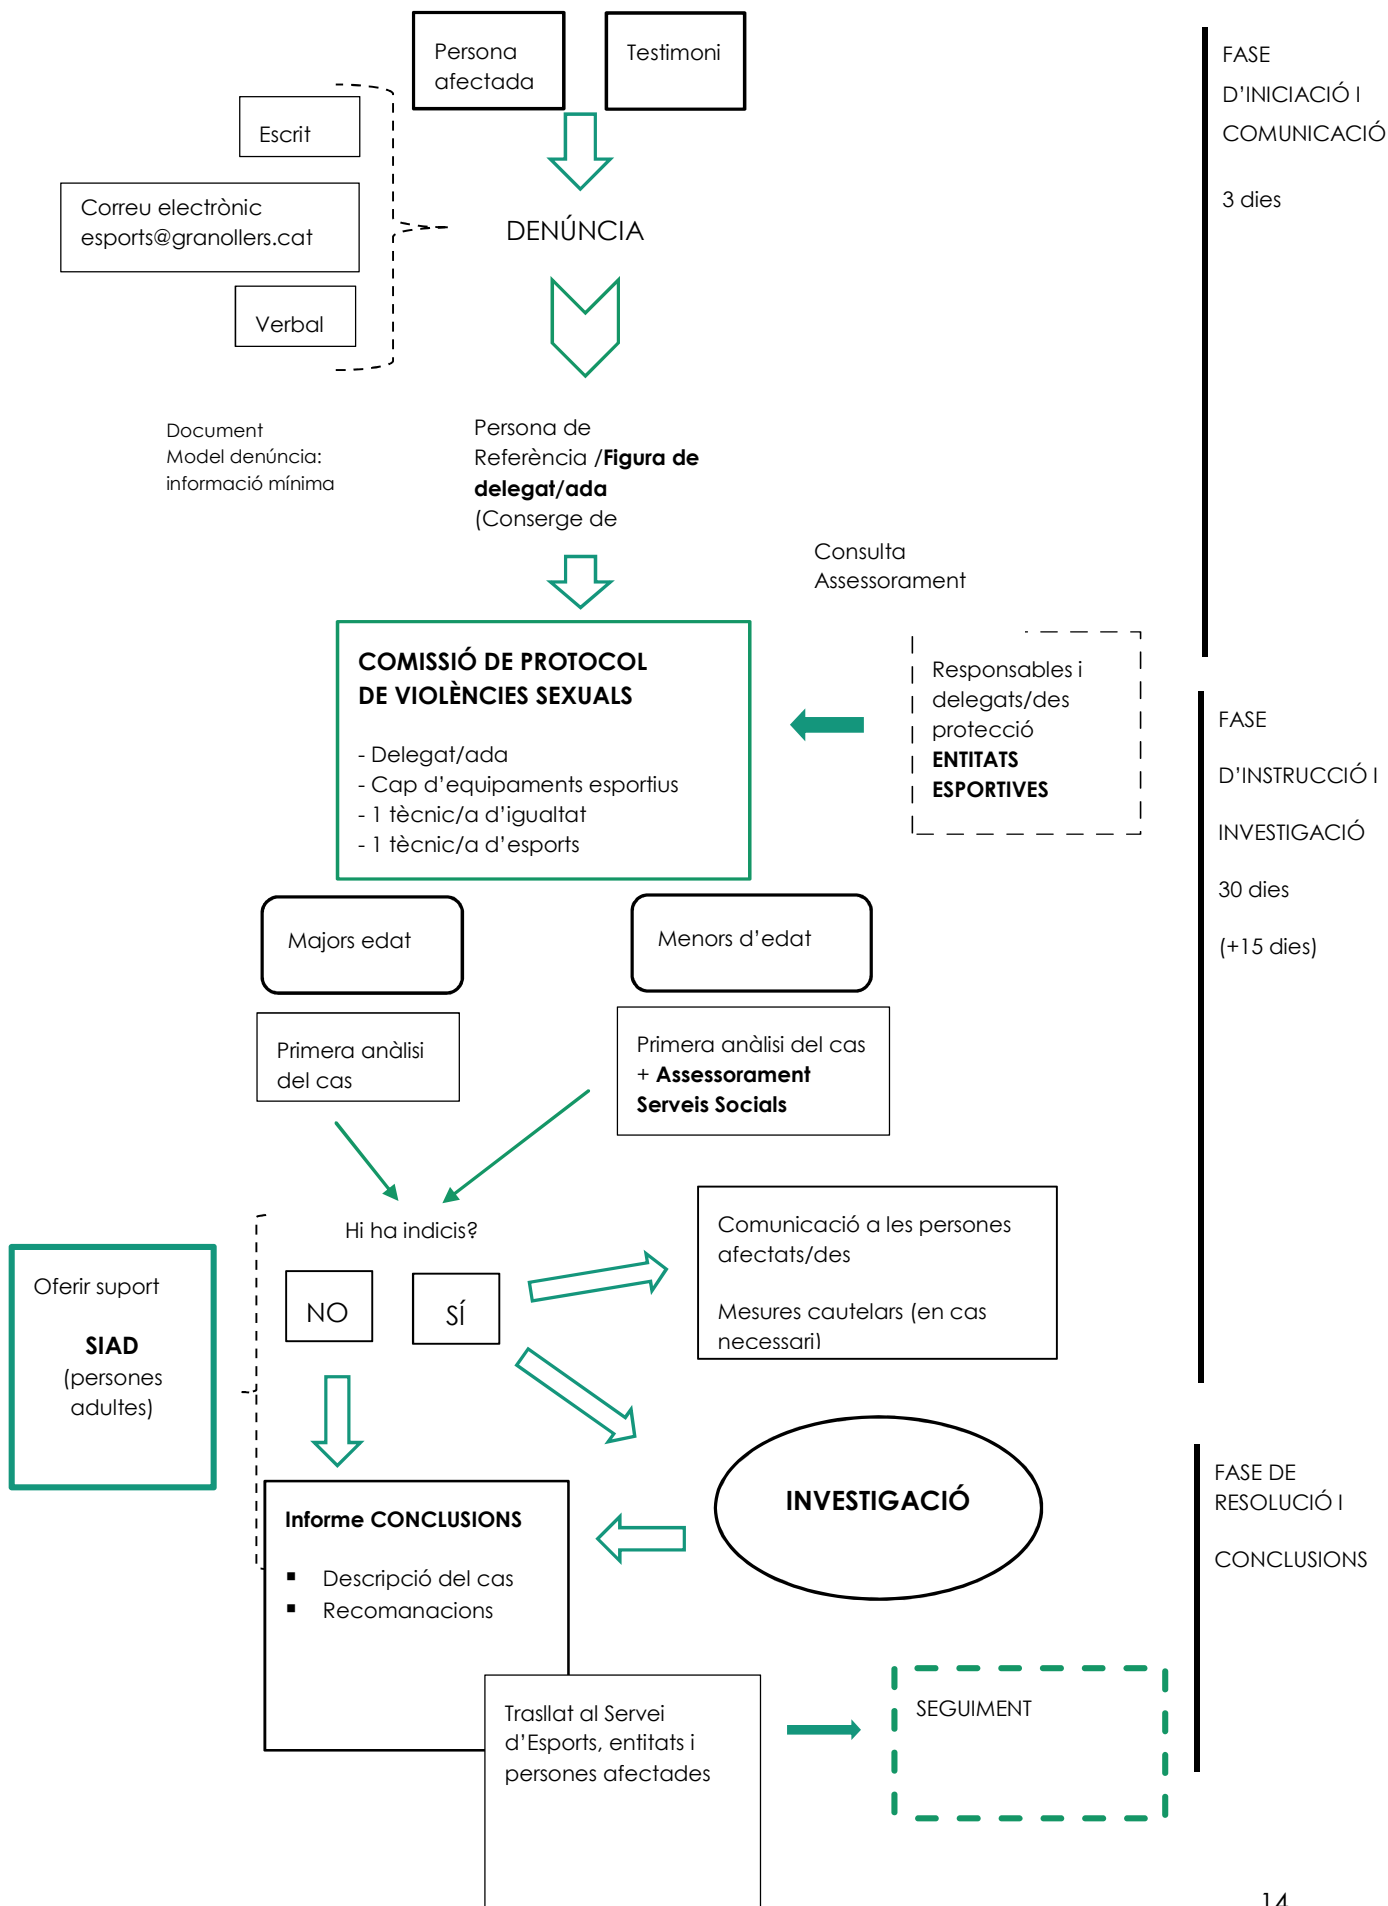 Persona
afectada
Testimoni
FASE
D’INICIACIÓ I
COMUNICACIÓ
3 dies
Escrit
Correu electrònic
esports@granollers.cat
Verbal
DENÚNCIA
Document
Model denúncia:
informació mínima
Persona de
Referència /Figura de
delegat/ada
(Conserge de
Consulta
Assessorament
COMISSIÓ DE PROTOCOL
DE VIOLÈNCIES SEXUALS
- Delegat/ada
- Cap d’equipaments esportius
- 1 tècnic/a d’igualtat
- 1 tècnic/a d’esports
Responsables i
delegats/des
protecció
ENTITATS
ESPORTIVES
FASE
D’INSTRUCCIÓ I
INVESTIGACIÓ
30 dies
(+15 dies)
Majors edat
Menors d’edat
Primera anàlisi
del cas
Primera anàlisi del cas
+ Assessorament
Serveis Socials
Hi ha indicis?
NO
SÍ
Comunicació a les persones
afectats/des
Mesures cautelars (en cas
necessari)
Oferir suport
SIAD
(persones
adultes)
INVESTIGACIÓ
Informe CONCLUSIONS
▪ Descripció del cas
▪ Recomanacions
FASE DE
RESOLUCIÓ I
CONCLUSIONS
Trasllat al Servei
d’Esports, entitats i
persones afectades
SEGUIMENT
14